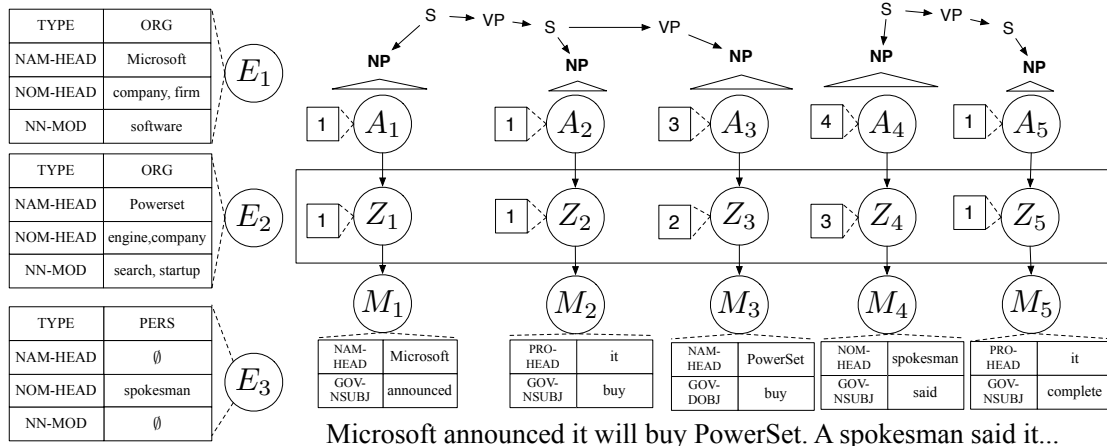 TYPE ORG
NAM-HEAD Microsoft
NOM-HEAD company, firm
NN-MOD software
E1
TYPE ORG
NAM-HEAD Powerset
NOM-HEAD engine,company
NN-MOD search, startup
E2
TYPE PERS
NAM-HEAD ∅
NOM-HEAD spokesman
NN-MOD ∅
E3
S VP S VP S VP S
NP NP NP NP NP
1 A1 1 A2 3 A3 4 A4 1 A5
1 Z1 1 Z2 2 Z3 3 Z4 1 Z5
M1 M2 M3 M4 M5
NAM-HEAD Microsoft
GOV-NSUBJ announced
PRO-HEAD it
GOV-NSUBJ buy
NAM-HEAD PowerSet
GOV-DOBJ buy
NOM-HEAD spokesman
GOV-NSUBJ said
PRO-HEAD it
GOV-NSUBJ complete
Microsoft announced it will buy PowerSet. A spokesman said it...